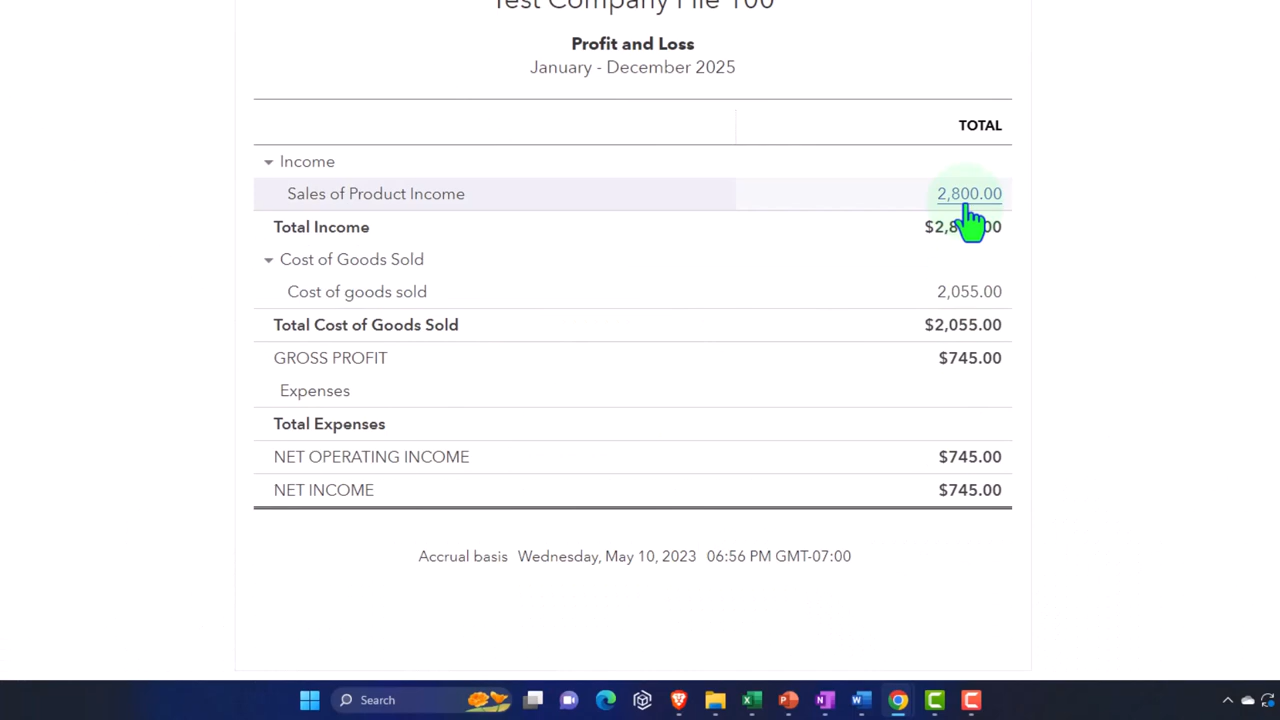 Test Company File 100
Profit and Loss
January - December 2025
TOTAL
Income
Sales of Product Income 2,800.00
Total Income
Cost of Goods Sold
Cost of goods sold 2,055.00
Total Cost of Goods Sold $2,055.00
GROSS PROFIT $745.00
Expenses
Total Expenses
NET OPERATING INCOME $745.00
NET INCOME $745.00
Accrual basis Wednesday, May 10, 2023 06:56 PM GMT-07:00
Search